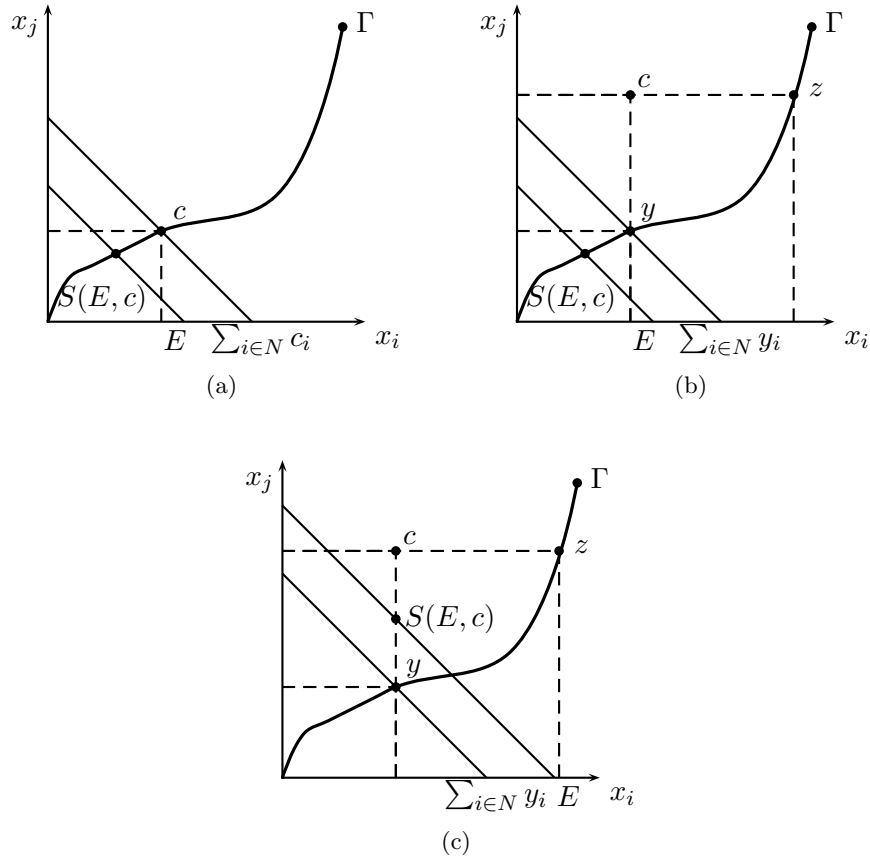 x_j
Γ
c
S(E, c)
E
∑_{i∈N} c_i
x_i
(a)
x_j
Γ
c
z
y
S(E, c)
E
∑_{i∈N} y_i
x_i
(b)
x_j
Γ
c
z
S(E, c)
y
∑_{i∈N} y_i
E
x_i
(c)